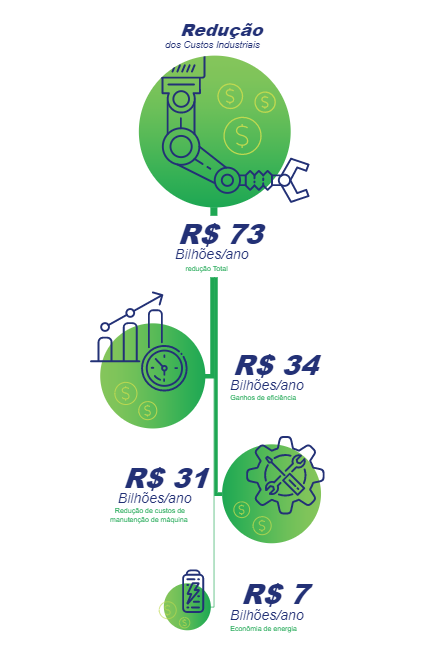 Redução
dos Custos Industriais
R$ 73
Bilhões/ano
redução Total
R$ 34
Bilhões/ano
Ganhos de eficiência
R$ 31
Bilhões/ano
Redução de custos de
manutenção de máquina
R$ 7
Bilhões/ano
Econômia de energia